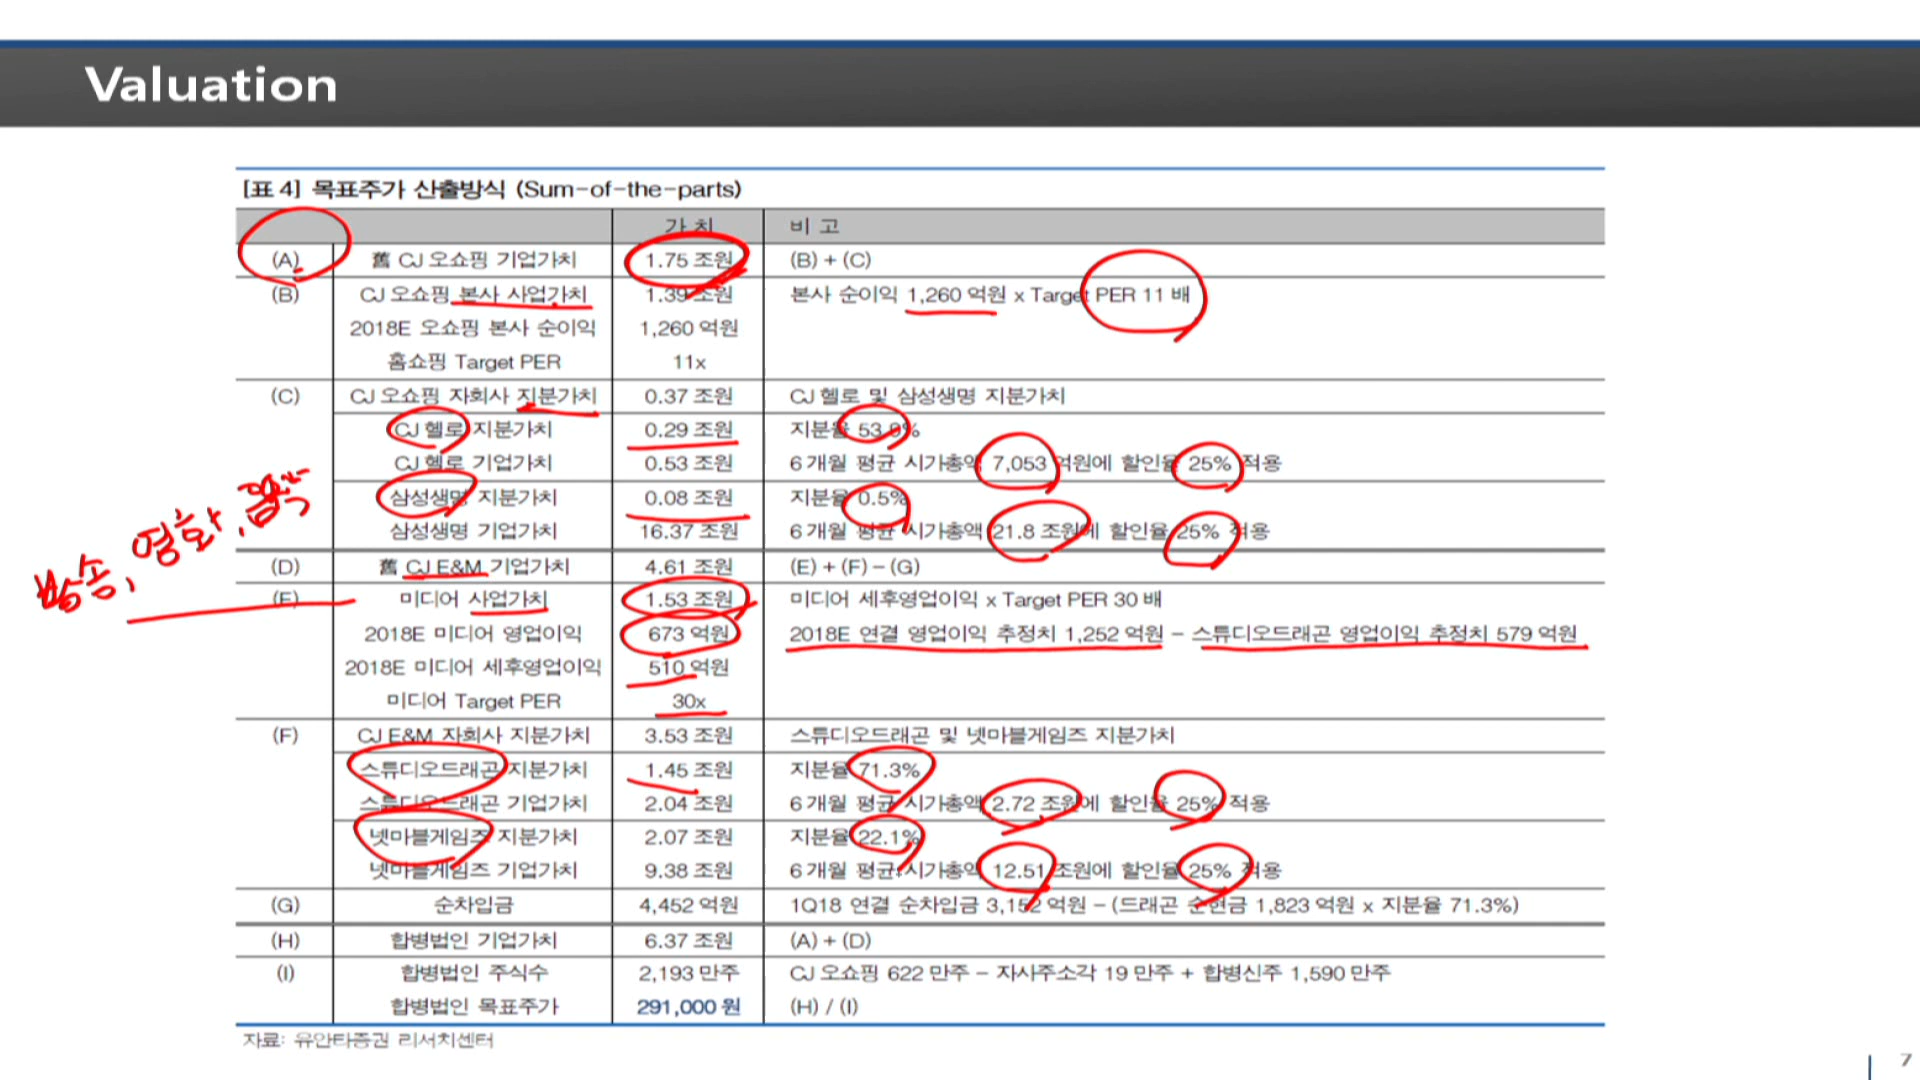 Valuation
[표 4] 목표주가 산출방식 (Sum-of-the-parts)
가 치 비 고
(A) 舊 CJ 오쇼핑 기업가치 1.75 조원 (B) + (C)
(B) CJ 오쇼핑 본사 사업가치 1.39 조원 본사 순이익 1,260 억원 x Target PER 11 배
2018E 오쇼핑 본사 순이익 1,260 억원
홈쇼핑 Target PER 11x
(C) CJ 오쇼핑 자회사 지분가치 0.37 조원 CJ 헬로 및 삼성생명 지분가치
CJ 헬로 지분가치 0.29 조원 지분율 53.9%
CJ 헬로 기업가치 0.53 조원 6개월 평균 시가총액 7,053 억원에 할인율 25% 적용
삼성생명 지분가치 0.08 조원 지분율 0.5%
삼성생명 기업가치 16.37 조원 6개월 평균 시가총액 21.8 조원에 할인율 25% 적용
방송, 영화, 음악
(D) 舊 CJ E&M 기업가치 4.61 조원 (E) + (F) − (G)
(E) 미디어 사업가치 1.53 조원 미디어 세후영업이익 x Target PER 30 배
2018E 미디어 영업이익 673 억원 2018E 연결 영업이익 추정치 1,252 억원 − 스튜디오드래곤 영업이익 추정치 579 억원
2018E 미디어 세후영업이익 510 억원
미디어 Target PER 30x
(F) CJ E&M 자회사 지분가치 3.53 조원 스튜디오드래곤 및 넷마블게임즈 지분가치
스튜디오드래곤 지분가치 1.45 조원 지분율 71.3%
스튜디오드래곤 기업가치 2.04 조원 6개월 평균 시가총액 2.72 조원에 할인율 25% 적용
넷마블게임즈 지분가치 2.07 조원 지분율 22.1%
넷마블게임즈 기업가치 9.38 조원 6개월 평균 시가총액 12.51 조원에 할인율 25% 적용
(G) 순차입금 4,452 억원 1Q18 연결 순차입금 3,152 억원 − (드래곤 순현금 1,823 억원 x 지분율 71.3%)
(H) 합병법인 기업가치 6.37 조원 (A) + (D)
(I) 합병법인 주식수 2,193 만주 CJ 오쇼핑 622 만주 − 자사주소각 19 만주 + 합병신주 1,590 만주
합병법인 목표주가 291,000 원 (H) / (I)
자료: 유안타증권 리서치센터
7